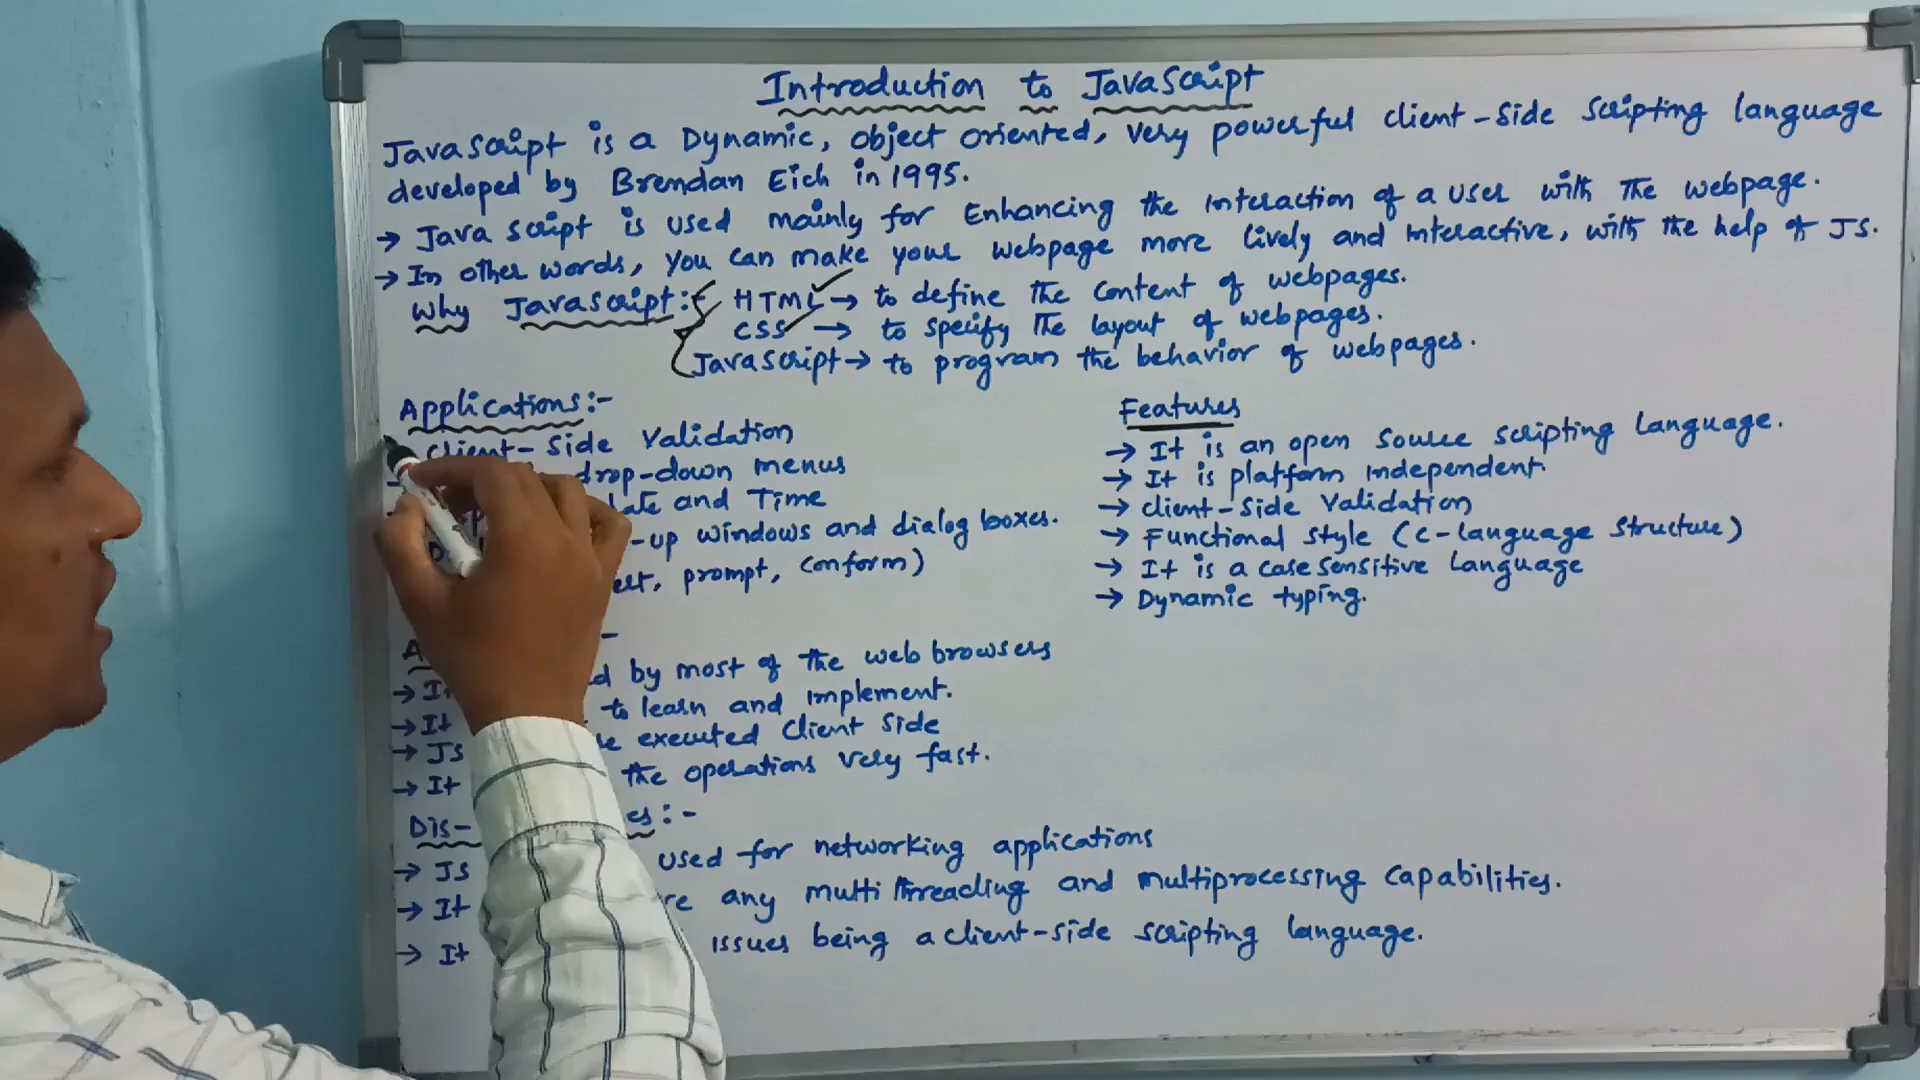 Introduction to JavaScript
JavaScript is a Dynamic, object oriented, very powerful client-side scripting language
developed by Brendan Eich in 1995.
→ Java script is used mainly for Enhancing the interaction of a user with the webpage.
→ In other words, you can make your webpage more lively and interactive, with the help of JS.
Why Javascript:- HTML → to define the content of webpages.
CSS → to specify the layout of webpages.
JavaScript → to program the behavior of webpages.
Applications:-
client-side Validation
drop-down menus
date and Time
-up windows and dialog boxes.
prompt, conform)
by most of the web browsers
→ It to learn and implement.
→ It executed client side
→ Js the operations very fast.
→ It
Dis- es:-
→ Js used for networking applications
→ It any multi threading and multiprocessing capabilities.
→ It issues being a client-side scripting language.
Features
→ It is an open source scripting language.
→ It is platform independent.
→ client-side Validation
→ Functional style (c-language structure)
→ It is a case sensitive language
→ Dynamic typing.